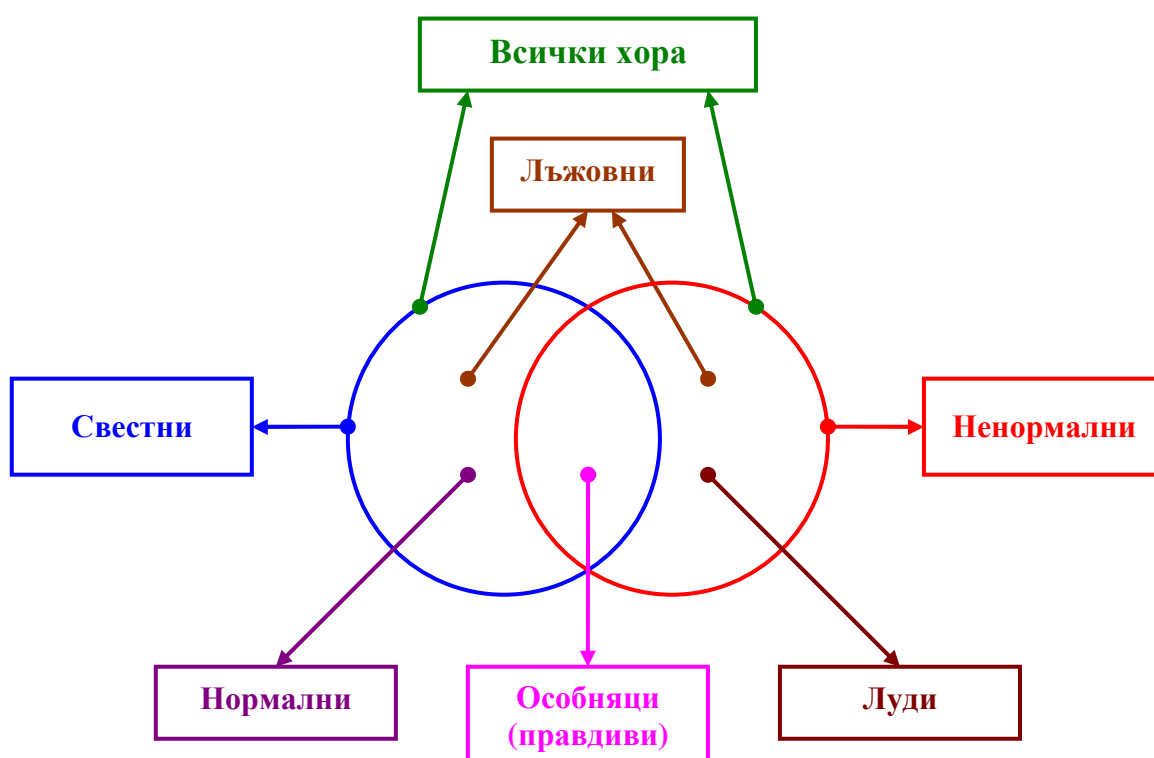 Всички хора
Лъжовни
Свестни
Ненормални
Нормални
Особняци
(правдиви)
Луди